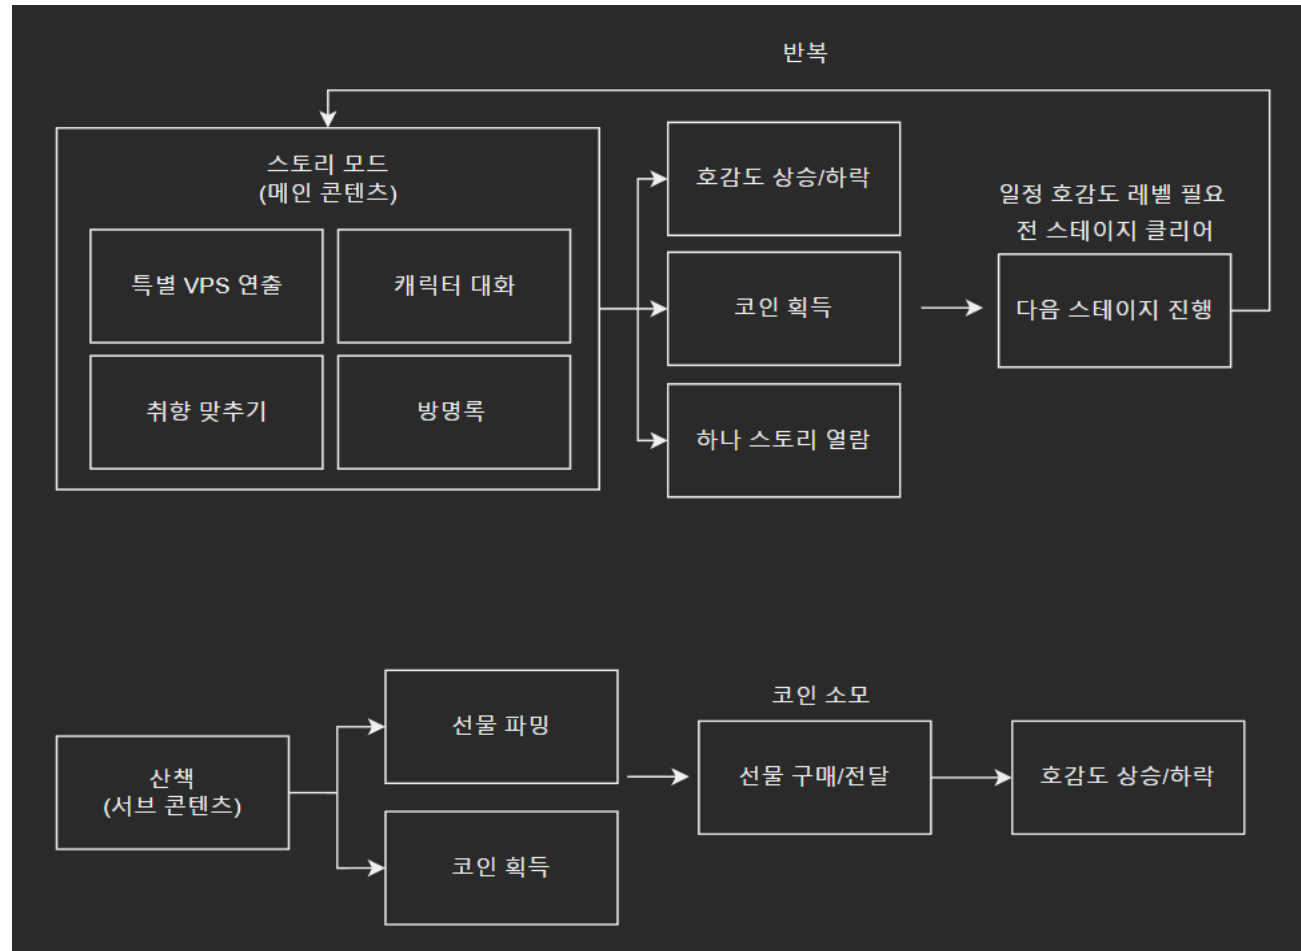 반복
스토리 모드
(메인 콘텐츠)
특별 VPS 연출
캐릭터 대화
취향 맞추기
방명록
호감도 상승/하락
코인 획득
하나 스토리 열람
일정 호감도 레벨 필요
전 스테이지 클리어
다음 스테이지 진행
산책
(서브 콘텐츠)
선물 파밍
코인 획득
코인 소모
선물 구매/전달
호감도 상승/하락